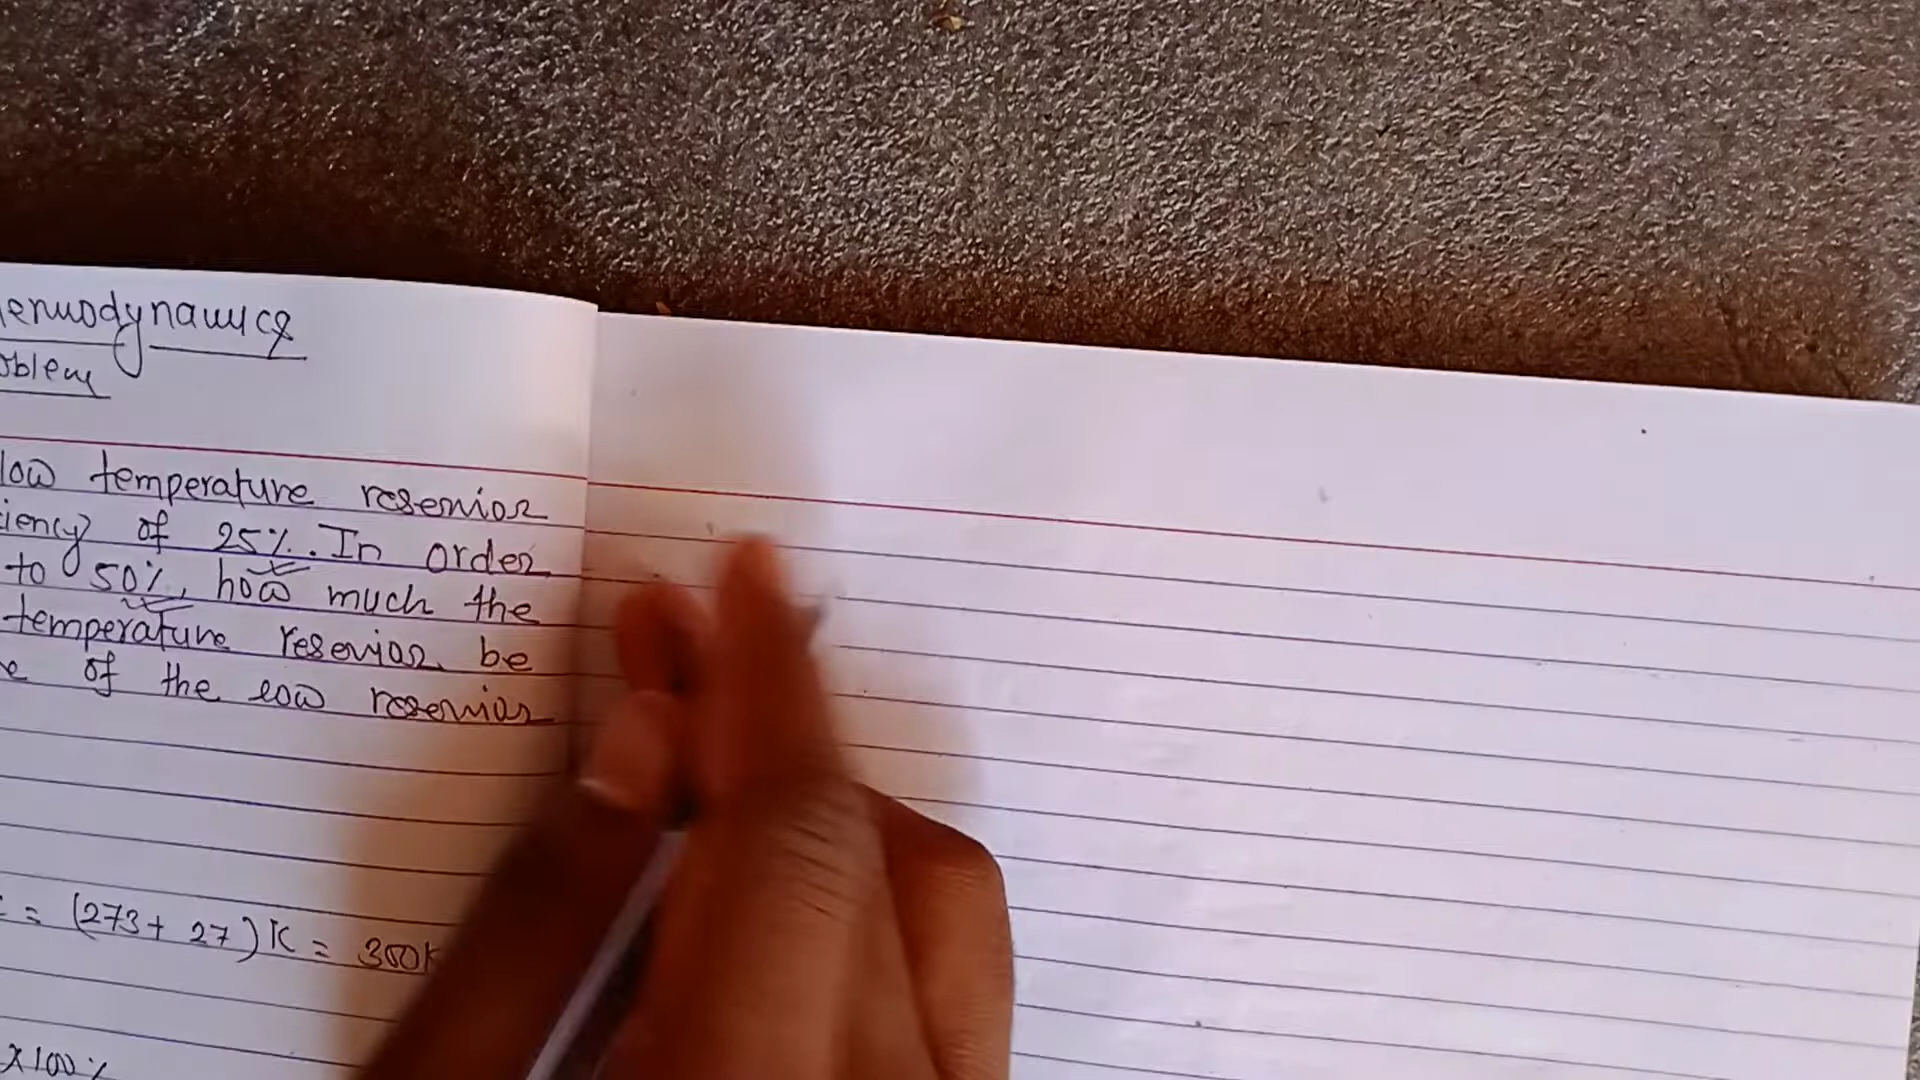 ermodynamics
oblem
low temperature reservior
iency of 25%. In order
to 50%, how much the
temperature reservior be
e of the low reservior
= (273 + 27) K = 300K
× 100%